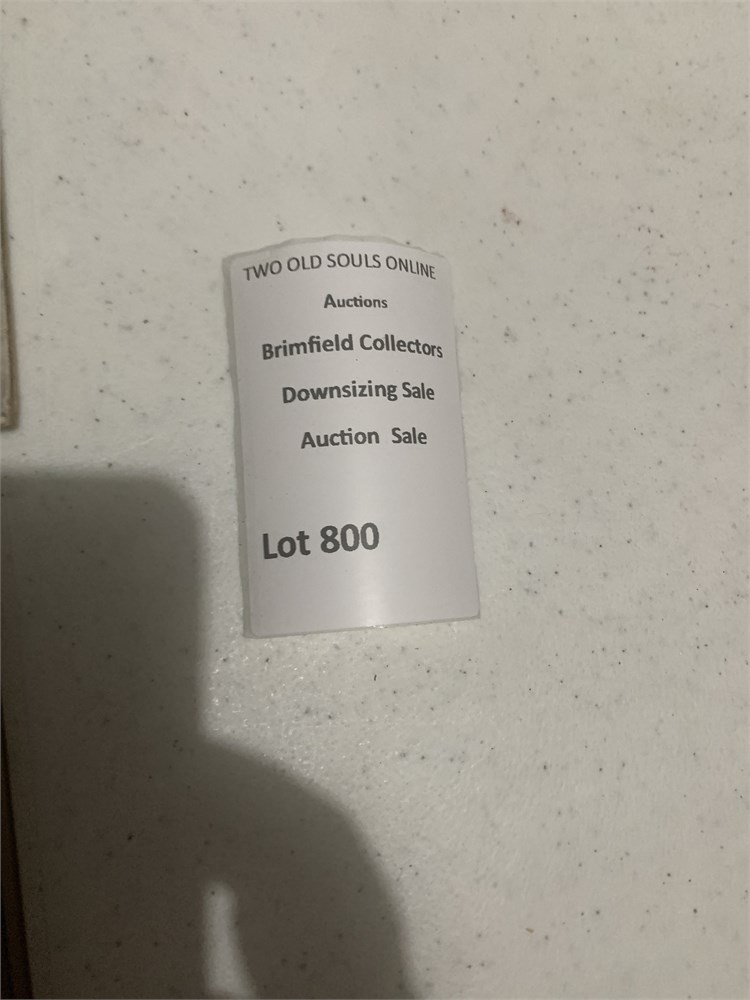 TWO OLD SOULS ONLINE
Auctions
Brimfield Collectors
Downsizing Sale
Auction Sale
Lot 800